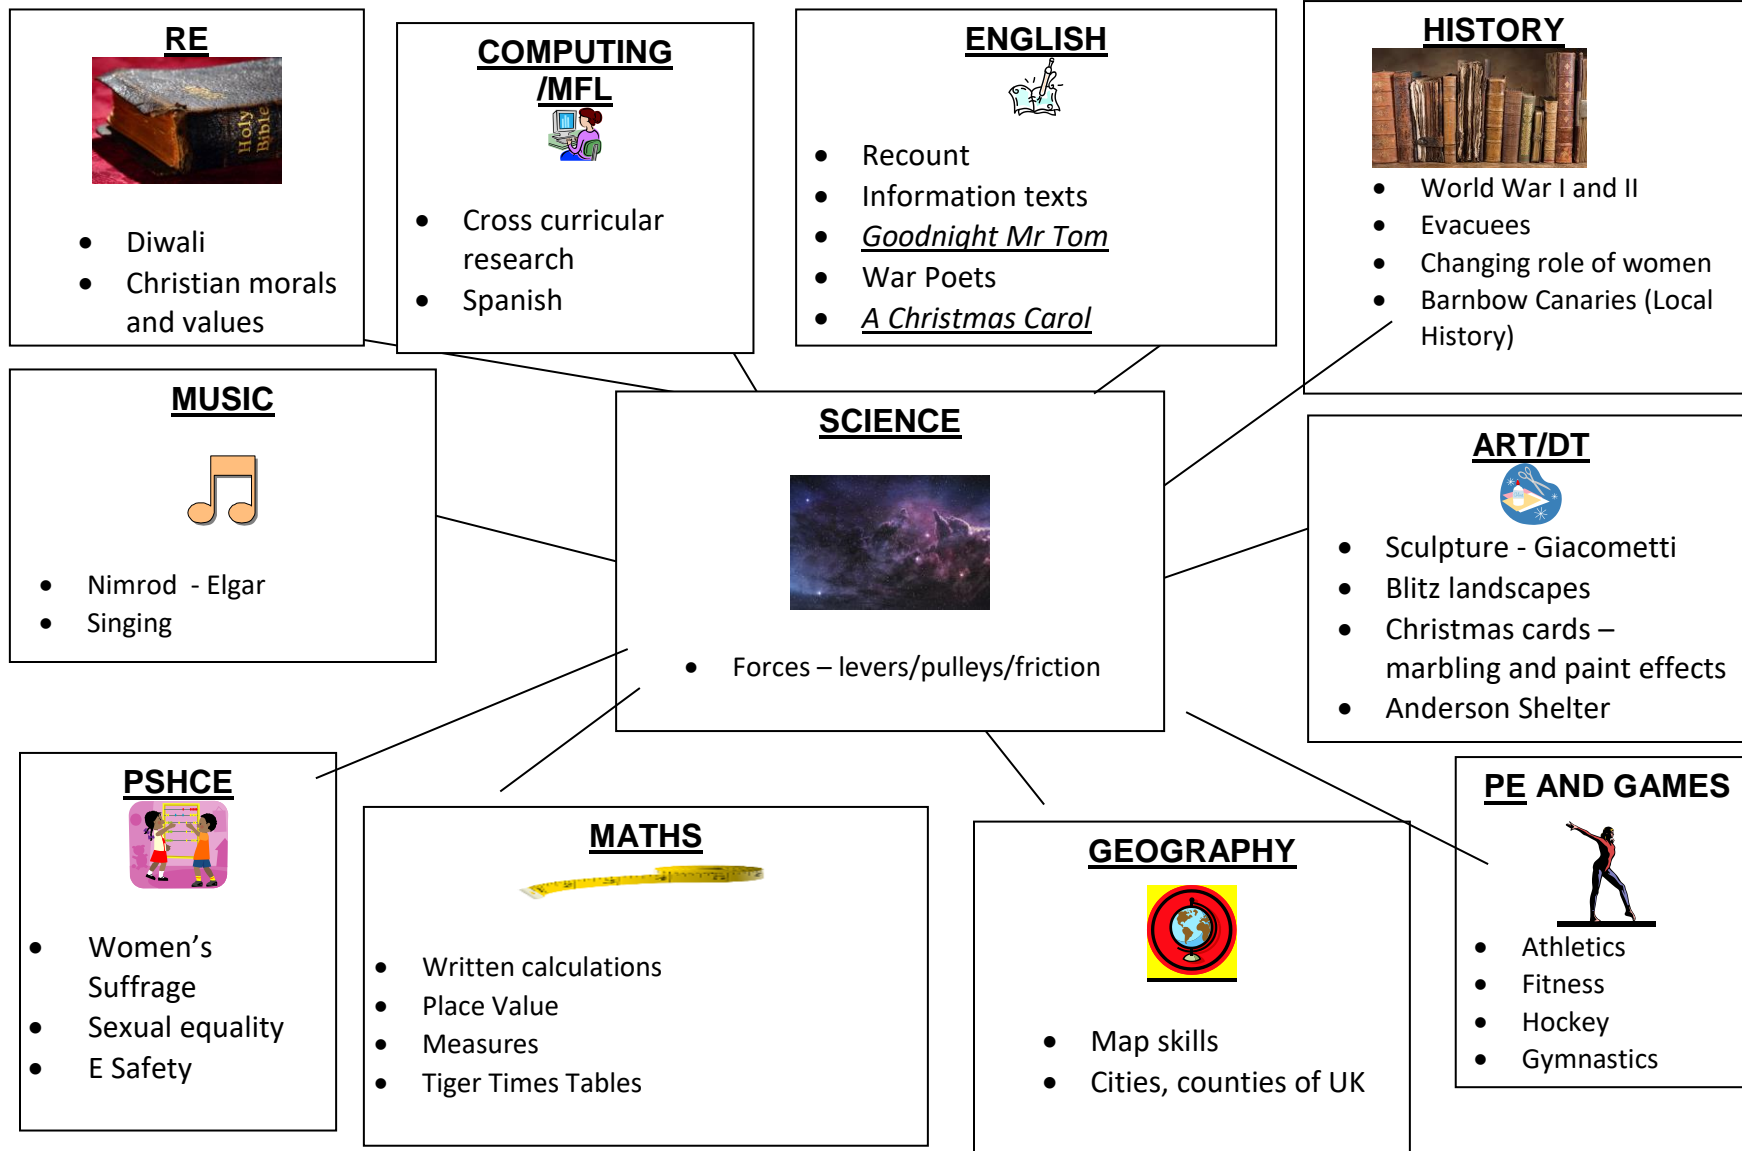 RE
Holy
Bible
• Diwali
• Christian morals
and values
COMPUTING
/MFL
• Cross curricular
research
• Spanish
ENGLISH
• Recount
• Information texts
• Goodnight Mr Tom
• War Poets
• A Christmas Carol
HISTORY
• World War I and II
• Evacuees
• Changing role of women
• Barnbow Canaries (Local
History)
MUSIC
• Nimrod - Elgar
• Singing
SCIENCE
• Forces – levers/pulleys/friction
ART/DT
• Sculpture - Giacometti
• Blitz landscapes
• Christmas cards –
marbling and paint effects
• Anderson Shelter
PSHCE
• Women’s
Suffrage
• Sexual equality
• E Safety
MATHS
• Written calculations
• Place Value
• Measures
• Tiger Times Tables
GEOGRAPHY
• Map skills
• Cities, counties of UK
PE AND GAMES
• Athletics
• Fitness
• Hockey
• Gymnastics